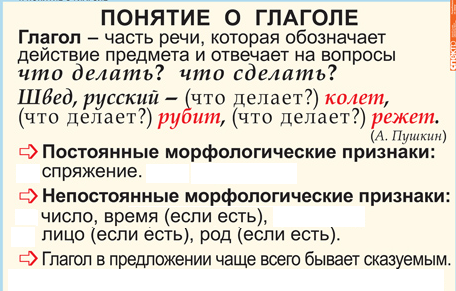 ПОНЯТИЕ О ГЛАГОЛЕ
Глагол – часть речи, которая обозначает
действие предмета и отвечает на вопросы
что делать? что сделать?
Швед, русский – (что делает?) колет,
(что делает?) рубит, (что делает?) режет.
(А. Пушкин)
Постоянные морфологические признаки:
спряжение.
Непостоянные морфологические признаки:
число, время (если есть),
лицо (если есть), род (если есть).
Глагол в предложении чаще всего бывает сказуемым.